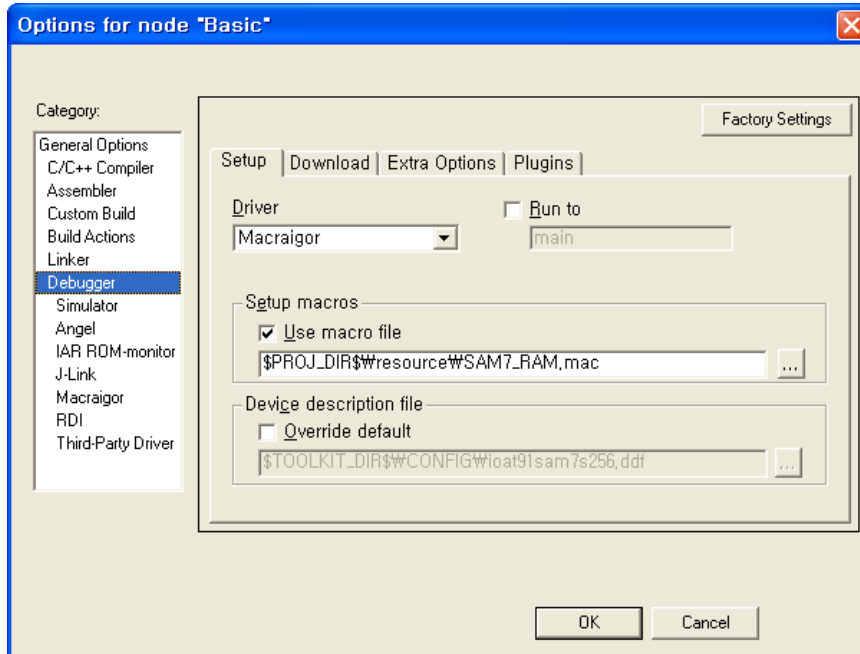 Options for node "Basic"
Category:
Factory Settings
General Options
C/C++ Compiler
Assembler
Custom Build
Build Actions
Linker
Debugger
Simulator
Angel
IAR ROM-monitor
J-Link
Macraigor
RDI
Third-Party Driver
Setup Download Extra Options Plugins
Driver
Run to
Macraigor
main
Setup macros
Use macro file
$PROJ_DIR$₩resource₩SAM7_RAM.mac
...
Device description file
Override default
$TOOLKIT_DIR$₩CONFIG₩ioat91sam7s256.ddf
...
OK Cancel